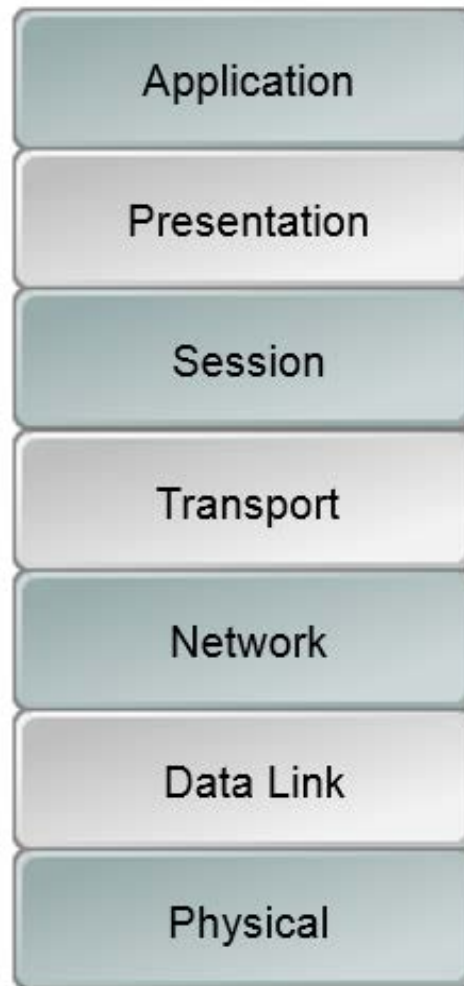 Application
Presentation
Session
Transport
Network
Data Link
Physical